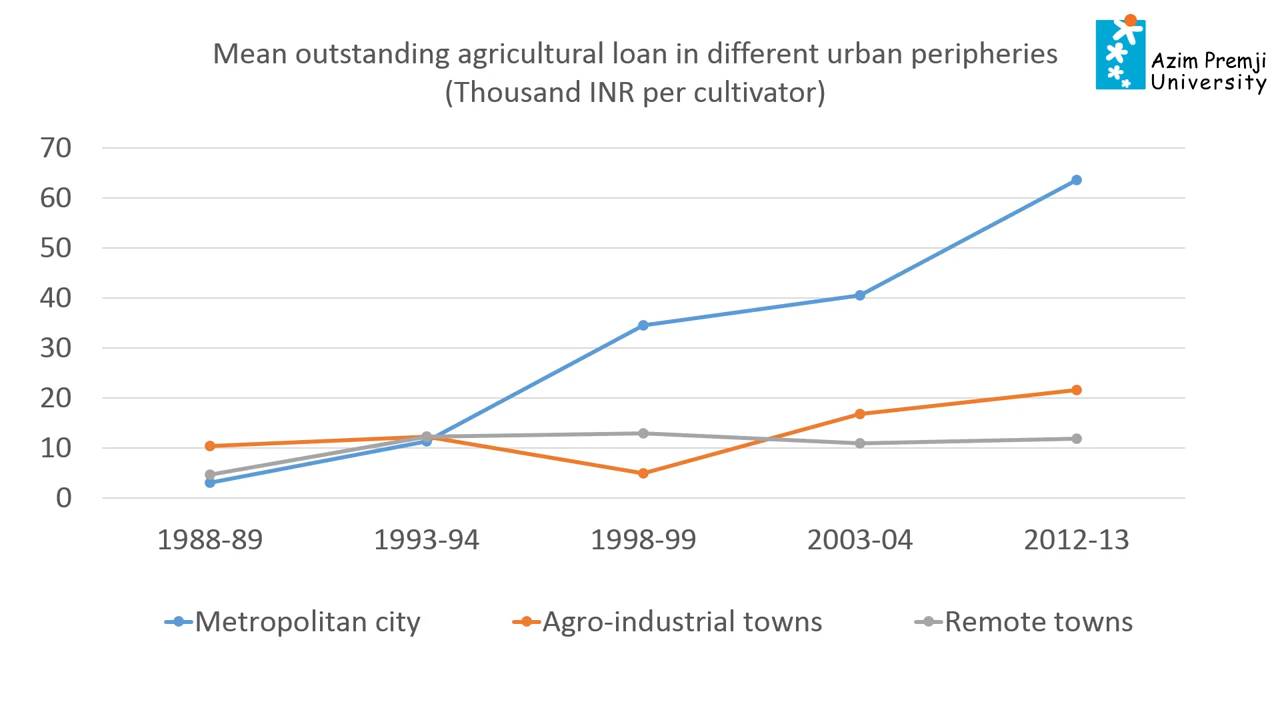 Mean outstanding agricultural loan in different urban peripheries
(Thousand INR per cultivator)
Azim Premji
University
70
60
50
40
30
20
10
0
1988-89 1993-94 1998-99 2003-04 2012-13
Metropolitan city Agro-industrial towns Remote towns